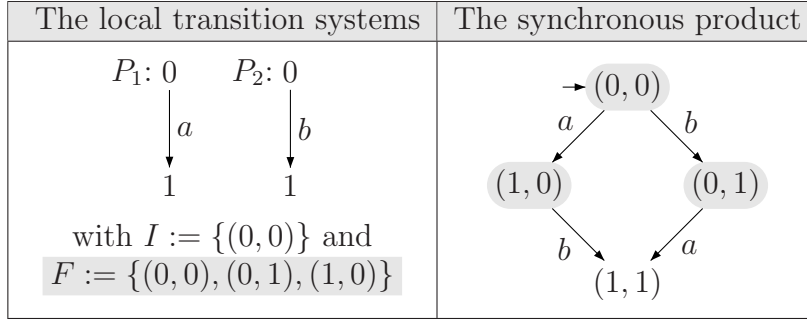 The local transition systems
The synchronous product
P₁: 0 P₂: 0
a b
1 1
with I := {(0, 0)} and
F := {(0, 0), (0, 1), (1, 0)}
(0, 0)
a b
(1, 0) (0, 1)
b a
(1, 1)